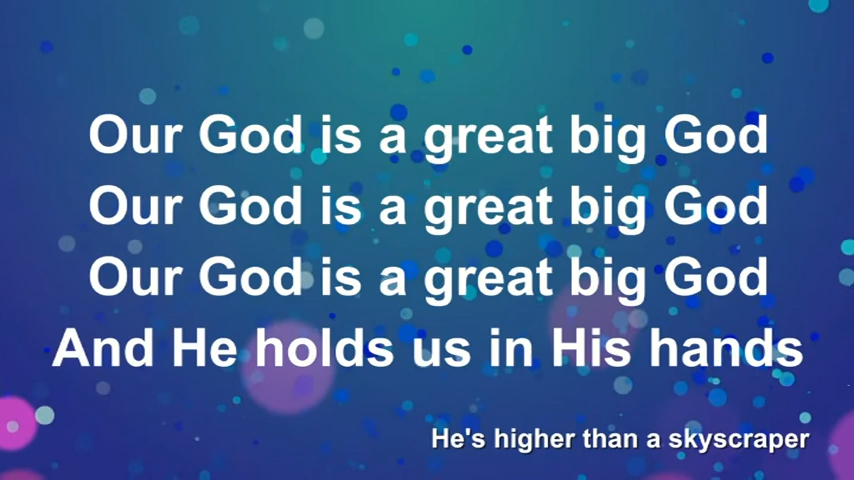 Our God is a great big God
Our God is a great big God
Our God is a great big God
And He holds us in His hands
He's higher than a skyscraper